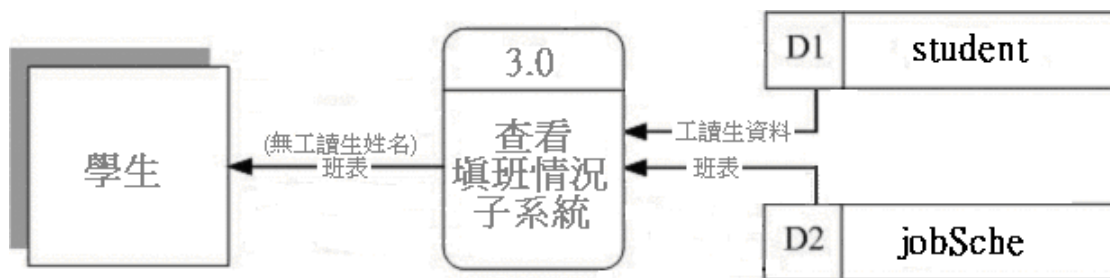 學生
(無工讀生姓名)
班表
3.0
查看
填班情況
子系統
工讀生資料
班表
D1 student
D2 jobSche